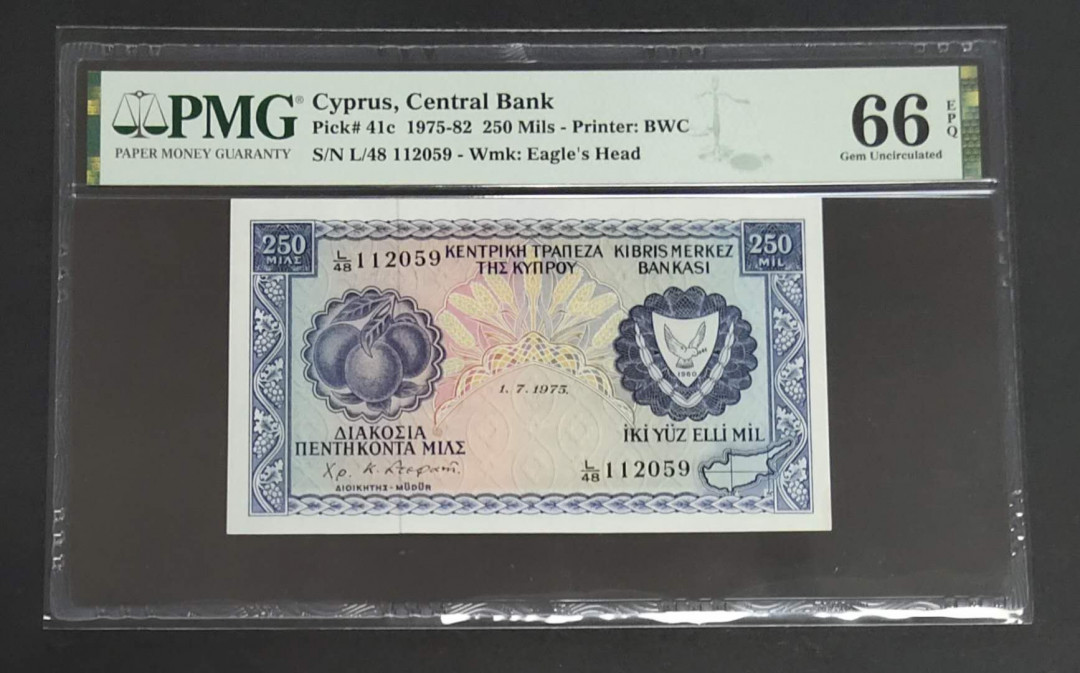 PMG®
PAPER MONEY GUARANTY
Cyprus, Central Bank
Pick# 41c 1975-82 250 Mils - Printer: BWC
S/N L/48 112059 - Wmk: Eagle's Head
66 EPQ
Gem Uncirculated
250
ΜΙΛΣ
L/48 112059
ΚΕΝΤΡΙΚΗ ΤΡΑΠΕΖΑ
ΤΗΣ ΚΥΠΡΟΥ
KIBRIS MERKEZ
BANKASI
250
MİL
1960
1.7.1975.
ΔΙΑΚΟΣΙΑ
ΠΕΝΤΗΚΟΝΤΑ ΜΙΛΣ
İKİ YÜZ ELLİ MİL
L/48 112059
ΔΙΟΙΚΗΤΗΣ - MÜDÜR